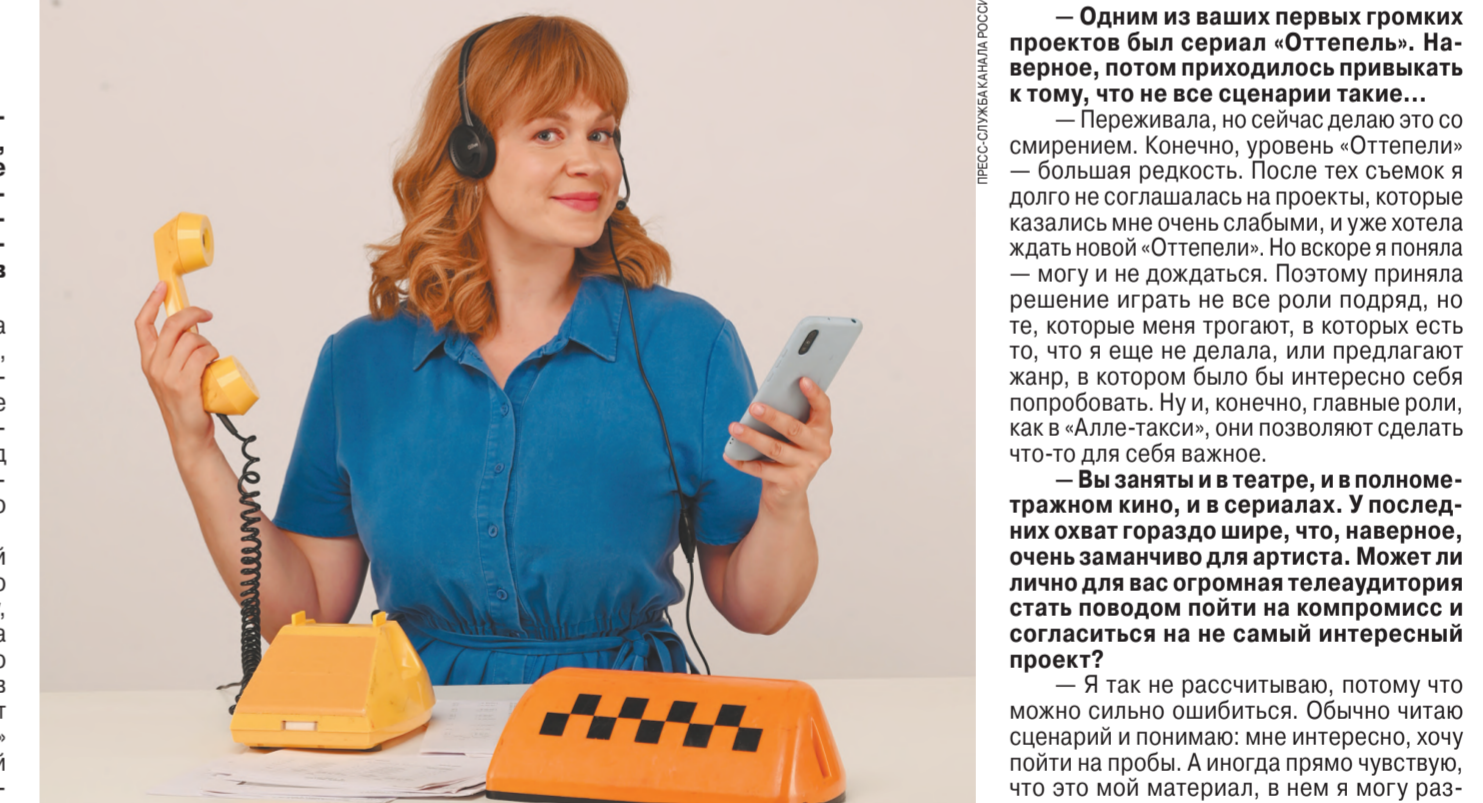 ПРЕСС-СЛУЖБА КАНАЛА РОССИ
— Одним из ваших первых громких
проектов был сериал «Оттепель». На-
верное, потом приходилось привыкать
к тому, что не все сценарии такие...
— Переживала, но сейчас делаю это со
смирением. Конечно, уровень «Оттепели»
— большая редкость. После тех съемок я
долго не соглашалась на проекты, которые
казались мне очень слабыми, и уже хотела
ждать новой «Оттепели». Но вскоре я поняла
— могу и не дождаться. Поэтому приняла
решение играть не все роли подряд, но
те, которые меня трогают, в которых есть
то, что я еще не делала, или предлагают
жанр, в котором было бы интересно себя
попробовать. Ну и, конечно, главные роли,
как в «Алле-такси», они позволяют сделать
что-то для себя важное.
— Вы заняты и в театре, и в полноме-
тражном кино, и в сериалах. У послед-
них охват гораздо шире, что, наверное,
очень заманчиво для артиста. Может ли
лично для вас огромная телеаудитория
стать поводом пойти на компромисс и
согласиться на не самый интересный
проект?
— Я так не рассчитываю, потому что
можно сильно ошибиться. Обычно читаю
сценарий и понимаю: мне интересно, хочу
пойти на пробы. А иногда прямо чувствую,
что это мой материал, в нем я могу раз-